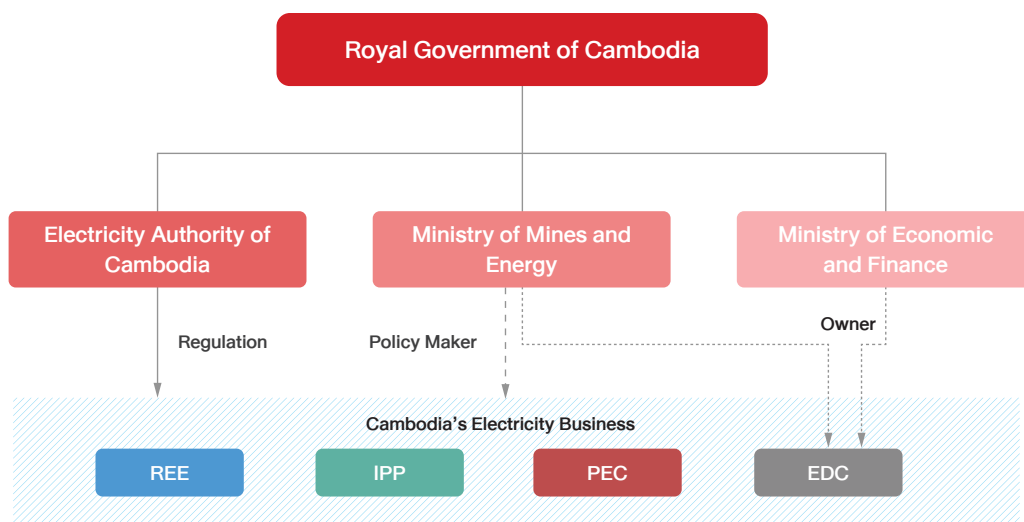 Royal Government of Cambodia
Electricity Authority of
Cambodia
Ministry of Mines and
Energy
Ministry of Economic
and Finance
Regulation
Policy Maker
Owner
Cambodia's Electricity Business
REE
IPP
PEC
EDC